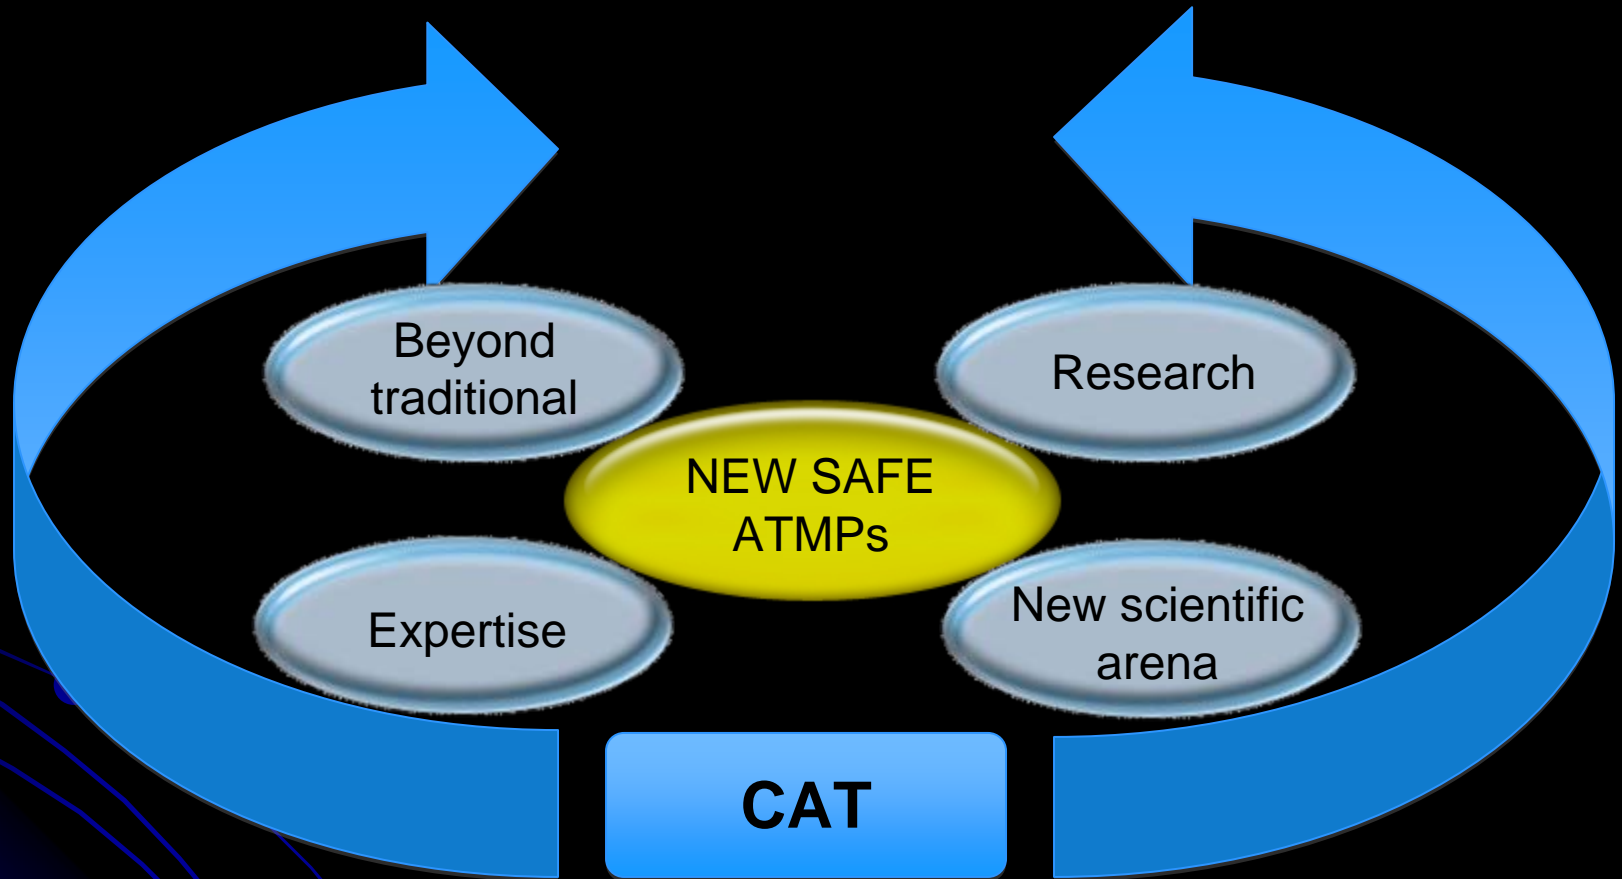 Beyond
traditional
Research
NEW SAFE
ATMPs
Expertise
New scientific
arena
CAT